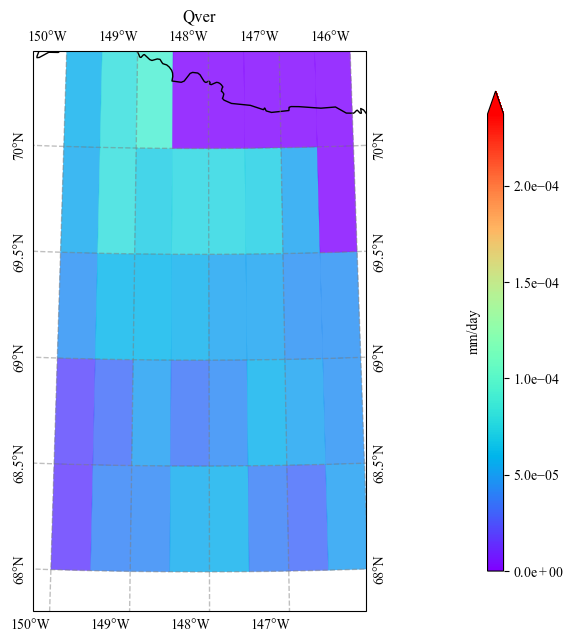 Qver
150°W 149°W 148°W 147°W 146°W
70°N 70°N
69.5°N 69.5°N
69°N 69°N
68.5°N 68.5°N
68°N 68°N
150°W 149°W 148°W 147°W
mm/day
2.0e−04
1.5e−04
1.0e−04
5.0e−05
0.0e+00